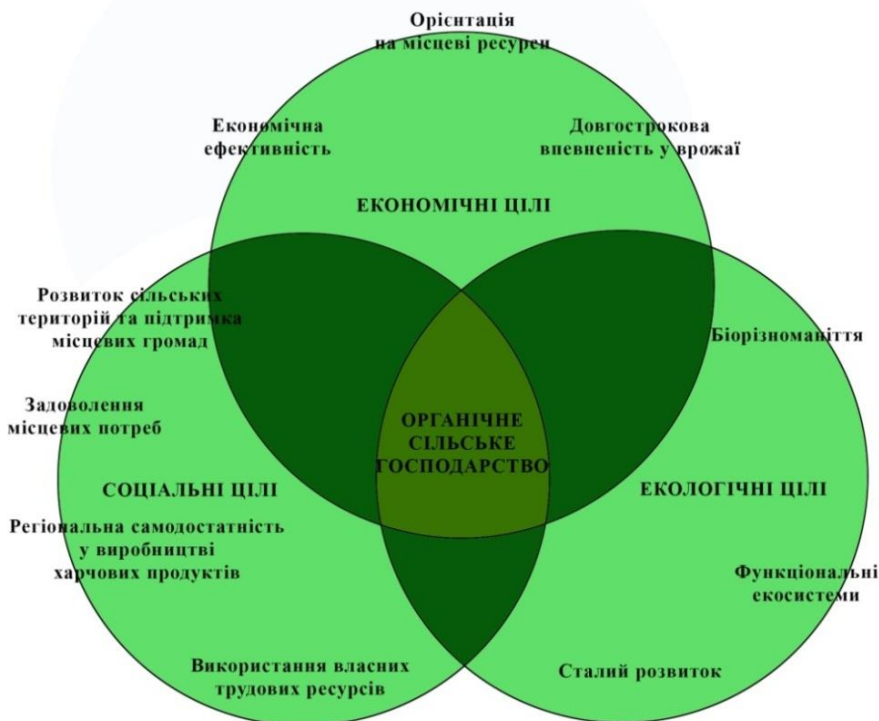 Орієнтація
на місцеві ресурси
Економічна
ефективність
Довгострокова
впевненість у врожаї
ЕКОНОМІЧНІ ЦІЛІ
Розвиток сільських
територій та підтримка
місцевих громад
Біорізноманіття
Задоволення
місцевих потреб
ОРГАНІЧНЕ
СІЛЬСЬКЕ
ГОСПОДАРСТВО
СОЦІАЛЬНІ ЦІЛІ
ЕКОЛОГІЧНІ ЦІЛІ
Регіональна самодостатність
у виробництві
харчових продуктів
Функціональні
екосистеми
Використання власних
трудових ресурсів
Сталий розвиток